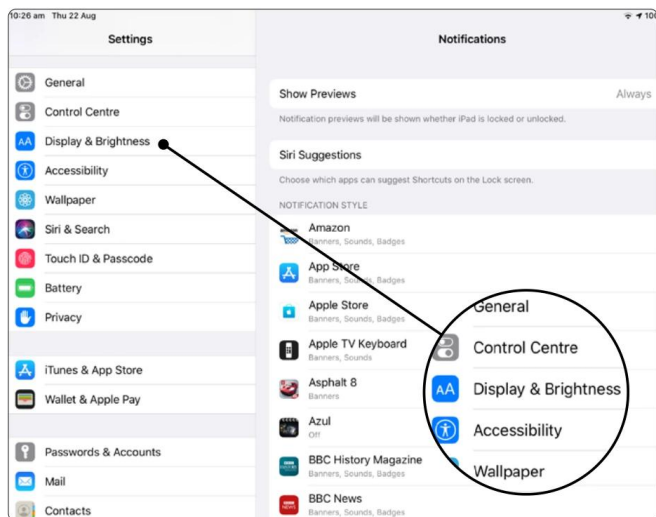 10:26 am Thu 22 Aug
100
Settings
General
Control Centre
AA Display & Brightness
Accessibility
Wallpaper
Siri & Search
Touch ID & Passcode
Battery
Privacy
iTunes & App Store
Wallet & Apple Pay
Passwords & Accounts
Mail
Contacts
Notifications
Show Previews Always
Notification previews will be shown whether iPad is locked or unlocked.
Siri Suggestions
Choose which apps can suggest Shortcuts on the Lock screen.
NOTIFICATION STYLE
Amazon
Banners, Sounds, Badges
App Store
Banners, Sounds, Badges
Apple Store
Banners, Sounds, Badges
Apple TV Keyboard
Banners, Sounds
Asphalt 8
Banners
Azul
Off
BBC History Magazine
Banners, Sounds, Badges
BBC News
Banners, Sounds, Badges
General
Control Centre
AA Display & Brightness
Accessibility
Wallpaper